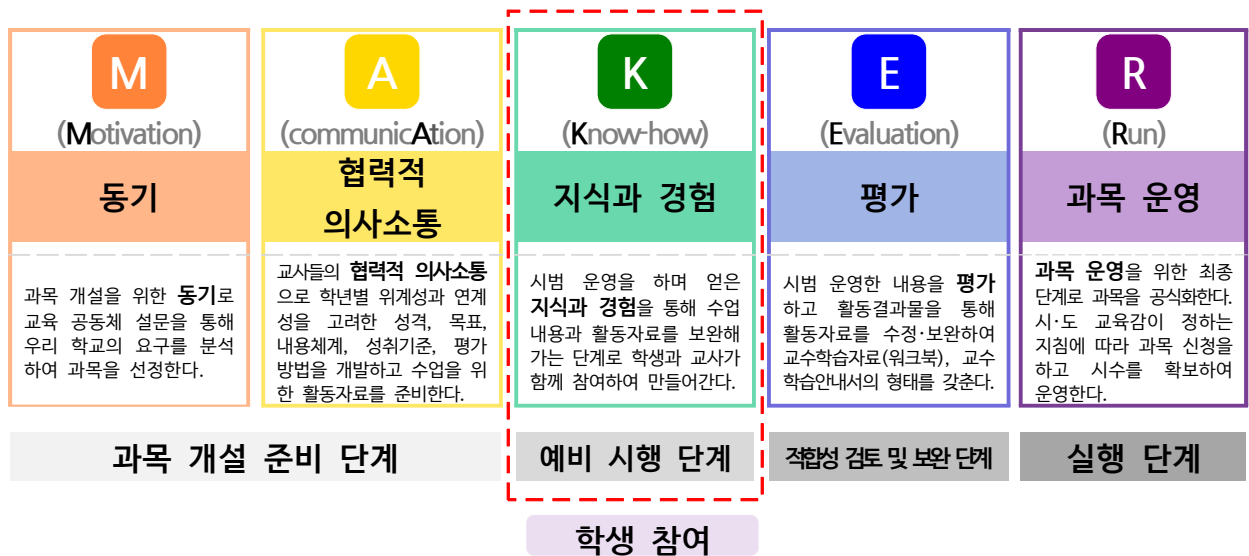 M
(Motivation)
동기
과목 개설을 위한 동기로
교육 공동체 설문을 통해
우리 학교의 요구를 분석
하여 과목을 선정한다.
A
(communicAtion)
협력적
의사소통
교사들의 협력적 의사소통
으로 학년별 위계성과 연계
성을 고려한 성격, 목표,
내용체계, 성취기준, 평가
방법을 개발하고 수업을 위
한 활동자료를 준비한다.
K
(Know-how)
지식과 경험
시범 운영을 하며 얻은
지식과 경험을 통해 수업
내용과 활동자료를 보완해
가는 단계로 학생과 교사가
함께 참여하여 만들어간다.
E
(Evaluation)
평가
시범 운영한 내용을 평가
하고 활동결과물을 통해
활동자료를 수정·보완하여
교수학습자료(워크북), 교수
학습안내서의 형태를 갖춘다.
R
(Run)
과목 운영
과목 운영을 위한 최종
단계로 과목을 공식화한다.
시·도 교육감이 정하는
지침에 따라 과목 신청을
하고 시수를 확보하여
운영한다.
과목 개설 준비 단계
예비 시행 단계
적합성 검토 및 보완 단계
실행 단계
학생 참여